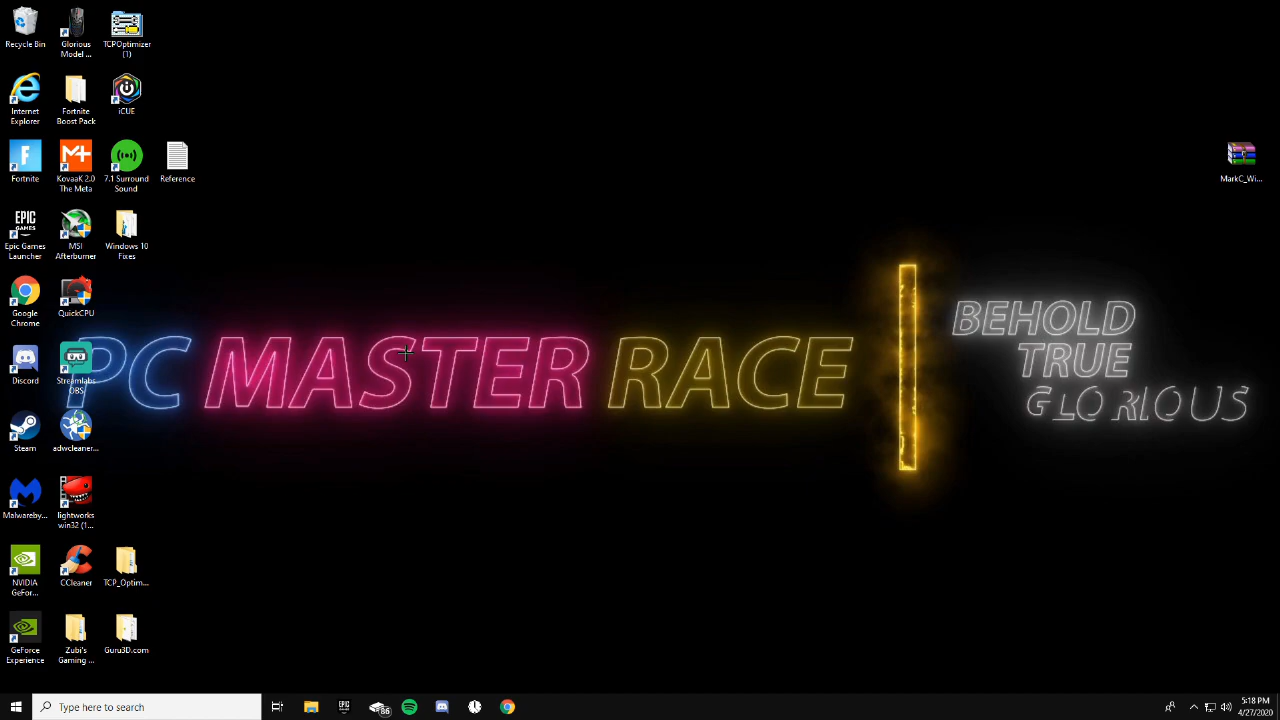 Recycle Bin
Glorious
Model ...
TCPOptimizer
(1)
Internet
Explorer
Fortnite
Boost Pack
iCUE
Fortnite
KovaaK 2.0
The Meta
7.1 Surround
Sound
Reference
MarkC_Wi...
EPIC
GAMES
Epic Games
Launcher
MSI
Afterburner
Windows 10
Fixes
Google
Chrome
QuickCPU
Discord
Streamlabs
OBS
PC MASTER RACE
BEHOLD
TRUE
GLORIOUS
Steam
adwcleaner...
Malwareby...
lightworks
win32 (1...
NVIDIA
GeFor...
CCleaner
TCP_Optim...
GeForce
Experience
Zubi's
Gaming ...
Guru3D.com
Type here to search
66
5:18 PM
4/27/2020